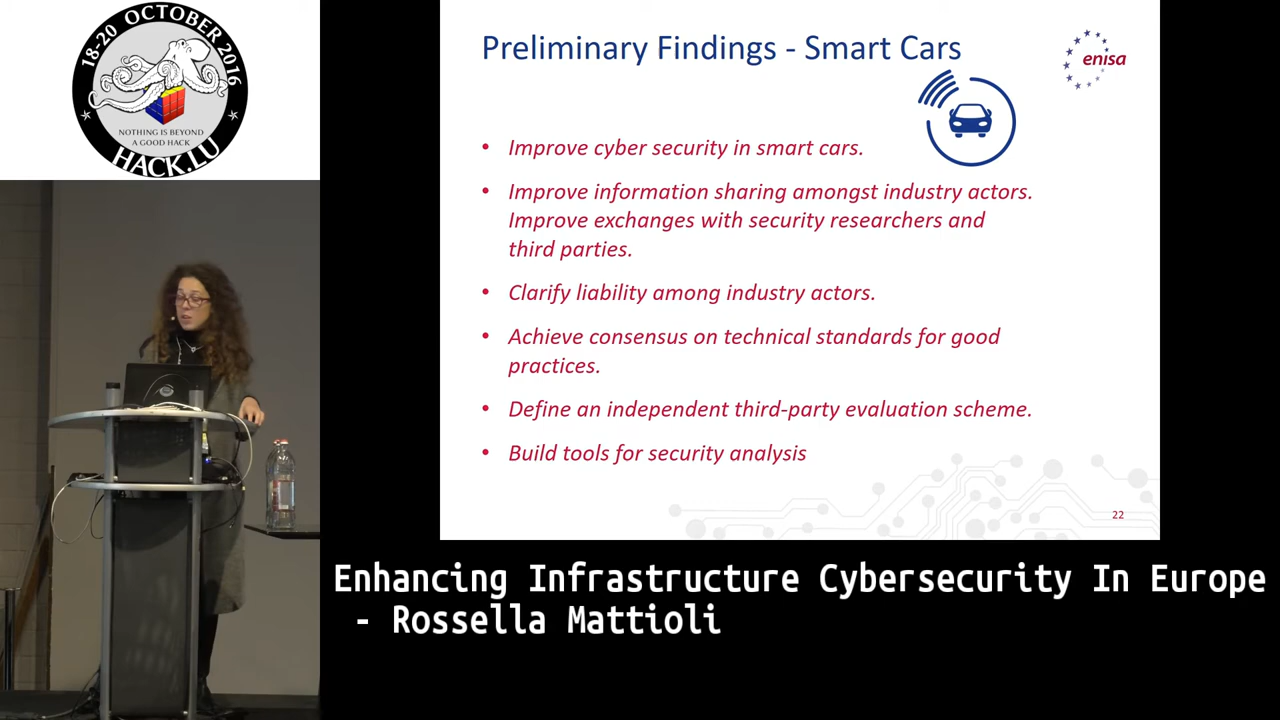 18-20 OCTOBER 2016
NOTHING IS BEYOND
A GOOD HACK
HACK.LU
Preliminary Findings - Smart Cars
enisa
• Improve cyber security in smart cars.
• Improve information sharing amongst industry actors.
Improve exchanges with security researchers and
third parties.
• Clarify liability among industry actors.
• Achieve consensus on technical standards for good
practices.
• Define an independent third-party evaluation scheme.
• Build tools for security analysis
22
Enhancing Infrastructure Cybersecurity In Europe
- Rossella Mattioli